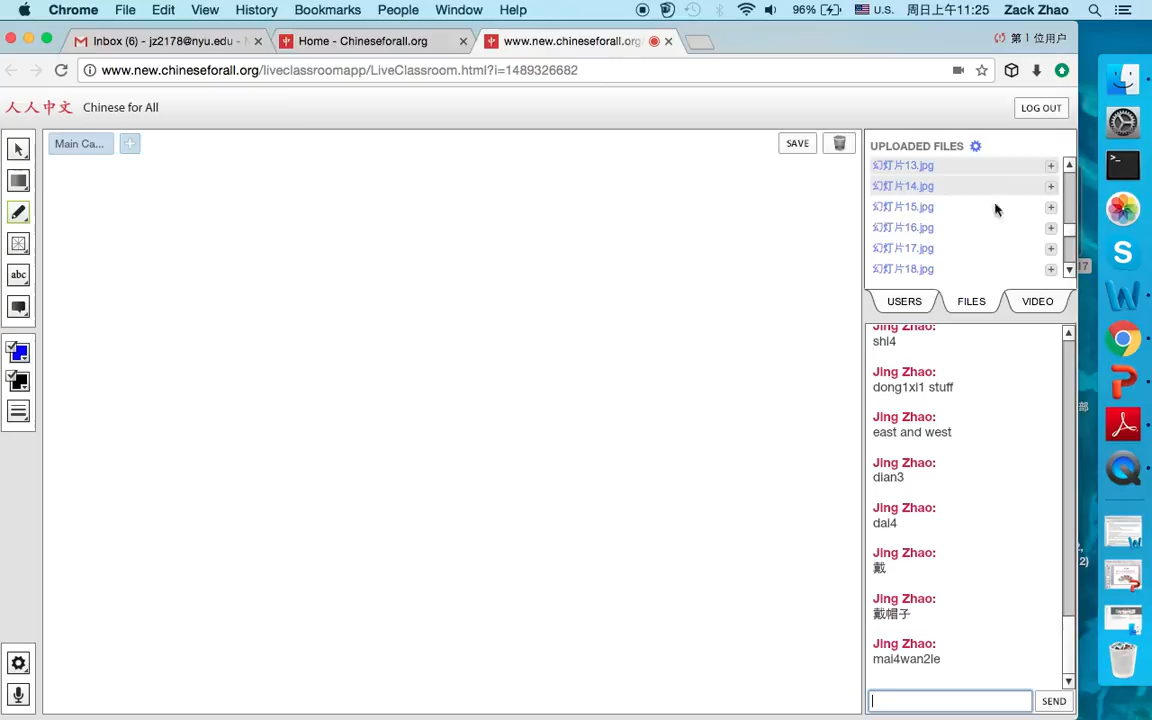 Chrome File Edit View History Bookmarks People Window Help 96% U.S. 周日上午11:25 Zack Zhao
Inbox (6) - jz2178@nyu.edu -
Home - Chineseforall.org
www.new.chineseforall.org
第 1 位用户
www.new.chineseforall.org/liveclassroomapp/LiveClassroom.html?i=1489326682
人人中文 Chinese for All
LOG OUT
Main Ca...
SAVE
UPLOADED FILES
幻灯片13.jpg
幻灯片14.jpg
幻灯片15.jpg
幻灯片16.jpg
幻灯片17.jpg
幻灯片18.jpg
USERS FILES VIDEO
abc
Jing Zhao:
shi4
Jing Zhao:
dong1xi1 stuff
Jing Zhao:
east and west
Jing Zhao:
dian3
Jing Zhao:
dai4
Jing Zhao:
戴
Jing Zhao:
戴帽子
Jing Zhao:
mai4wan2le
SEND
17
部
2)